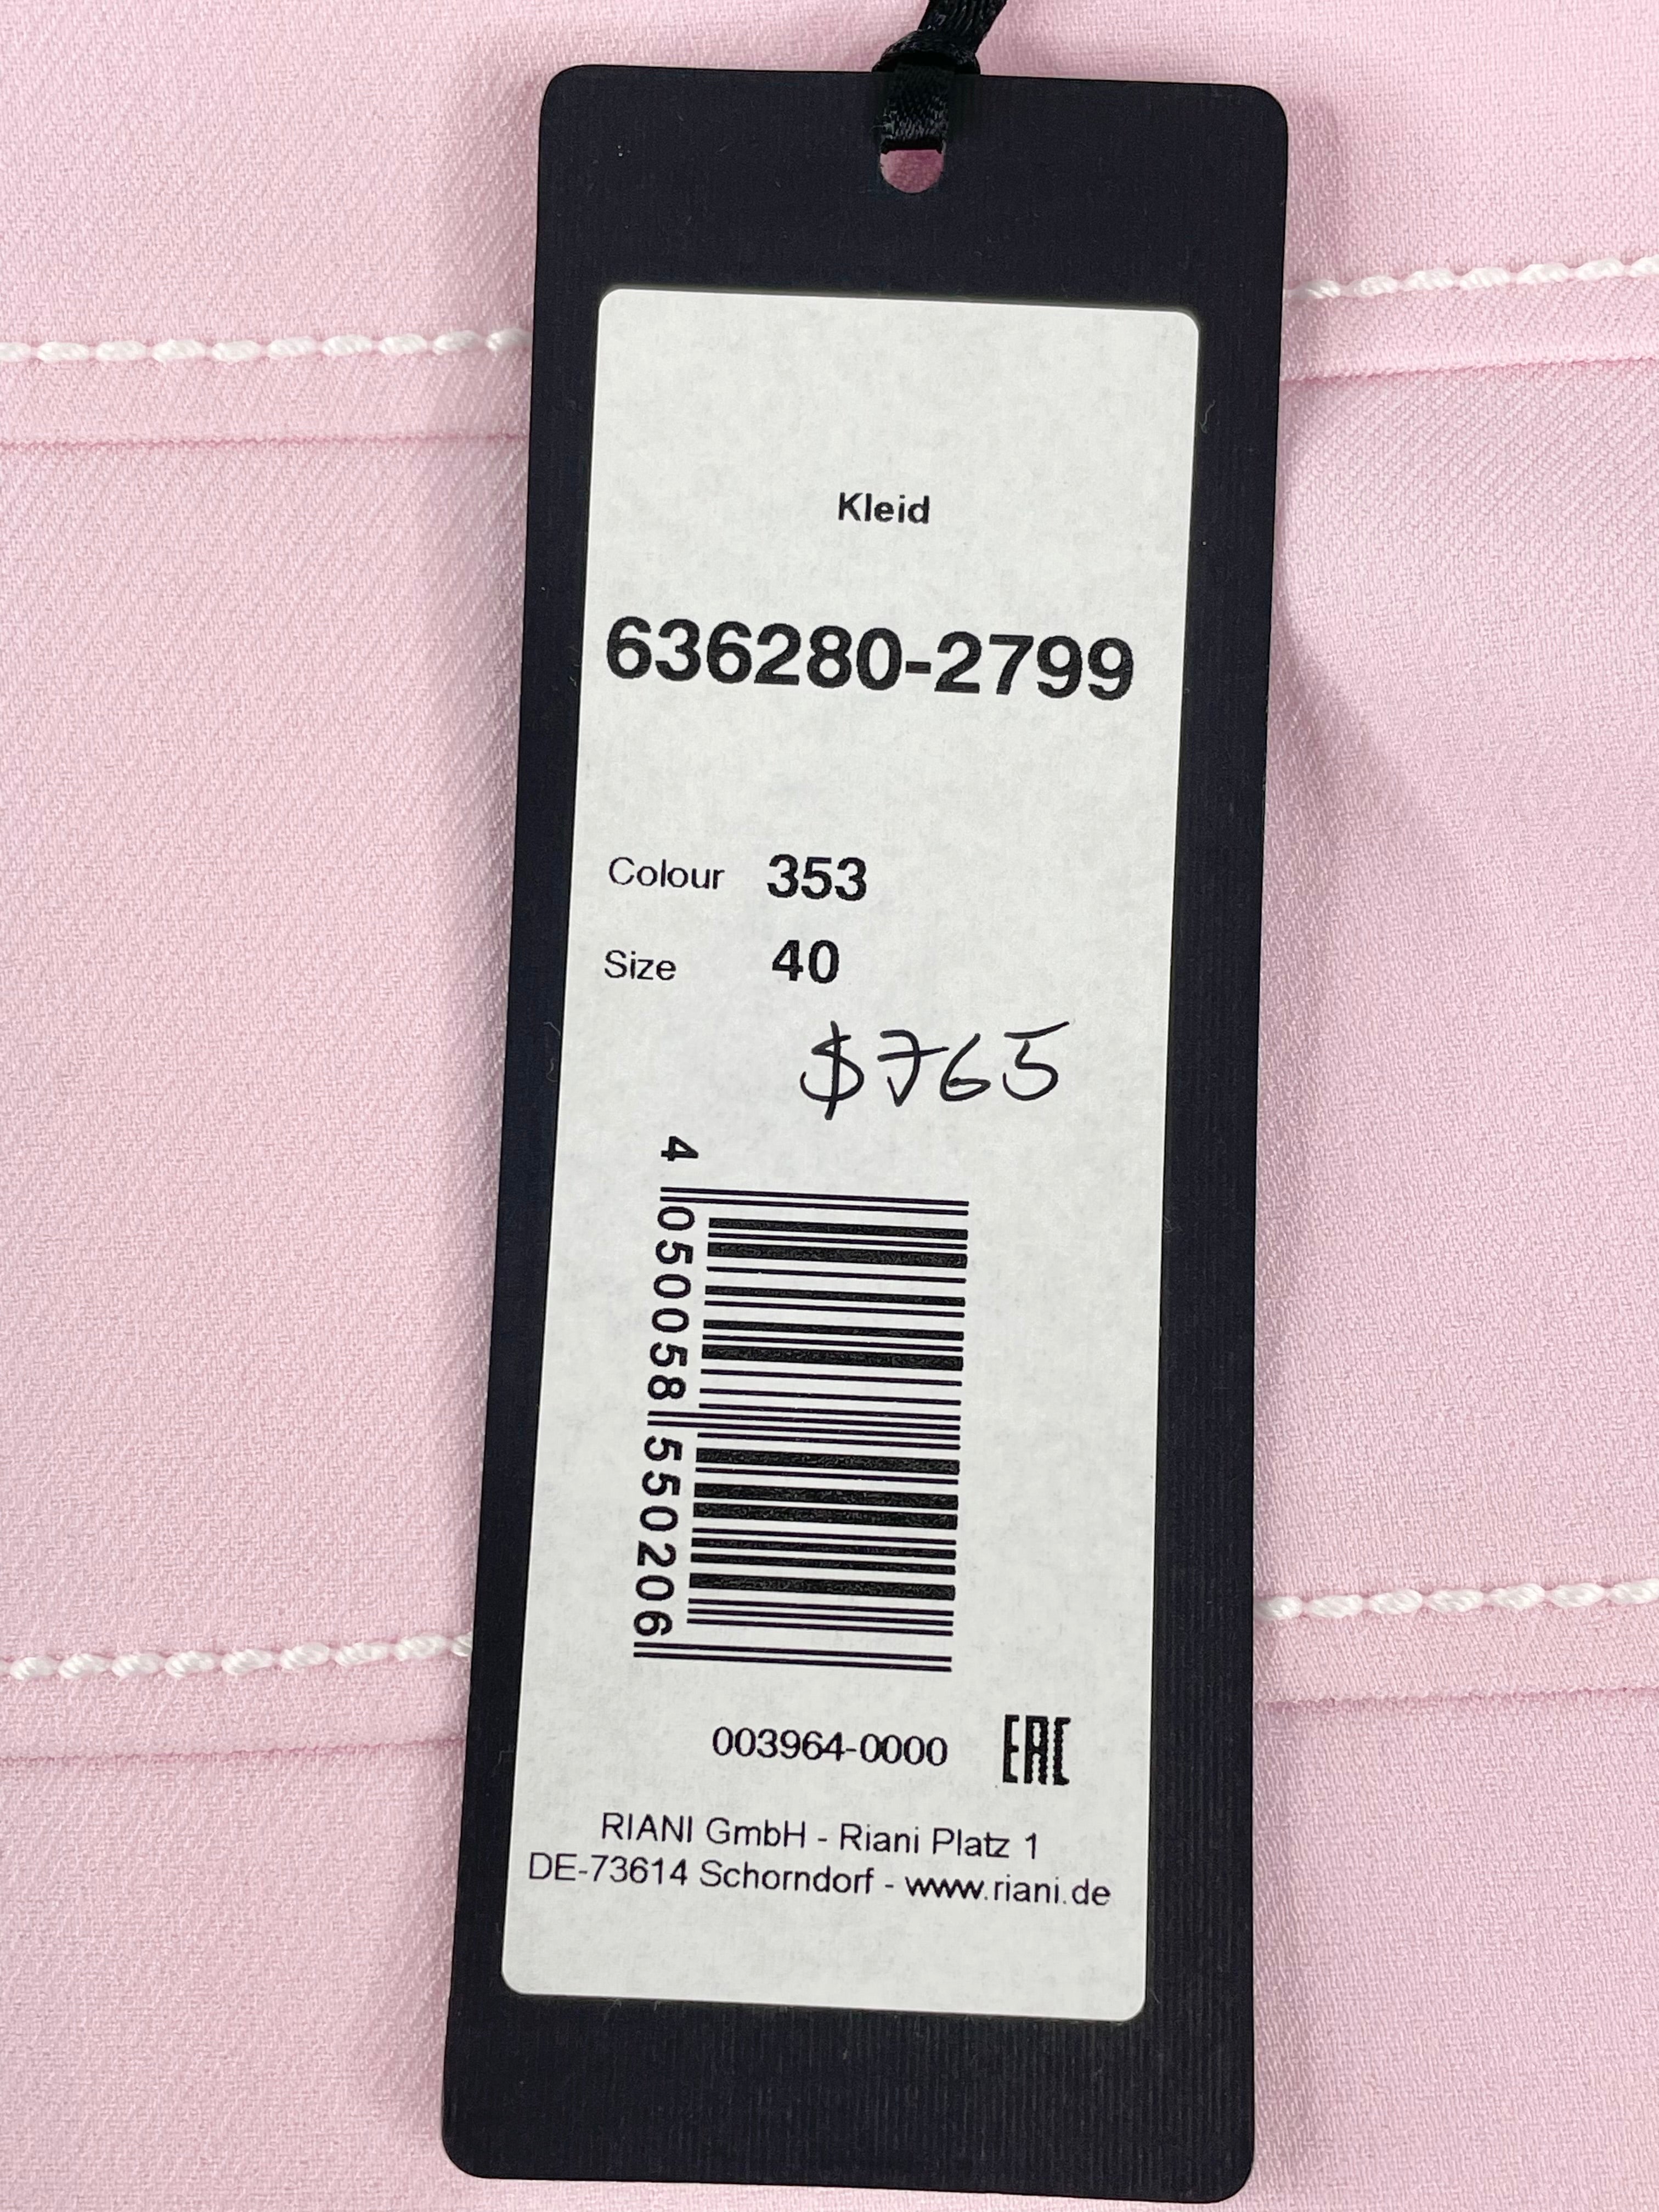 Kleid
636280-2799
Colour 353
Size 40
$765
4 050058 550206
003964-0000 EAC
RIANI GmbH - Riani Platz 1
DE-73614 Schorndorf - www.riani.de